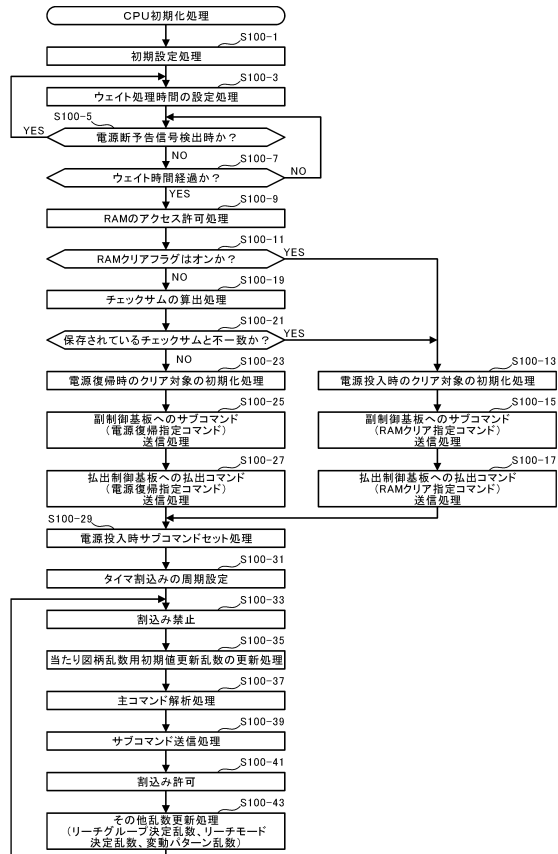 CPU初期化処理
S100-1
初期設定処理
S100-3
ウェイト処理時間の設定処理
S100-5
YES
電源断予告信号検出時か？
NO
S100-7
ウェイト時間経過か？
NO
YES
S100-9
RAMのアクセス許可処理
S100-11
RAMクリアフラグはオンか？
YES
NO
S100-19
チェックサムの算出処理
S100-21
保存されているチェックサムと不一致か？
YES
NO
S100-23
電源復帰時のクリア対象の初期化処理
S100-13
電源投入時のクリア対象の初期化処理
S100-25
副制御基板へのサブコマンド
(電源復帰指定コマンド)
送信処理
S100-15
副制御基板へのサブコマンド
(RAMクリア指定コマンド)
送信処理
S100-27
払出制御基板への払出コマンド
(電源復帰指定コマンド)
送信処理
S100-17
払出制御基板への払出コマンド
(RAMクリア指定コマンド)
送信処理
S100-29
電源投入時サブコマンドセット処理
S100-31
タイマ割込みの周期設定
S100-33
割込み禁止
S100-35
当たり図柄乱数用初期値更新乱数の更新処理
S100-37
主コマンド解析処理
S100-39
サブコマンド送信処理
S100-41
割込み許可
S100-43
その他乱数更新処理
(リーチグループ決定乱数、リーチモード
決定乱数、変動パターン乱数)